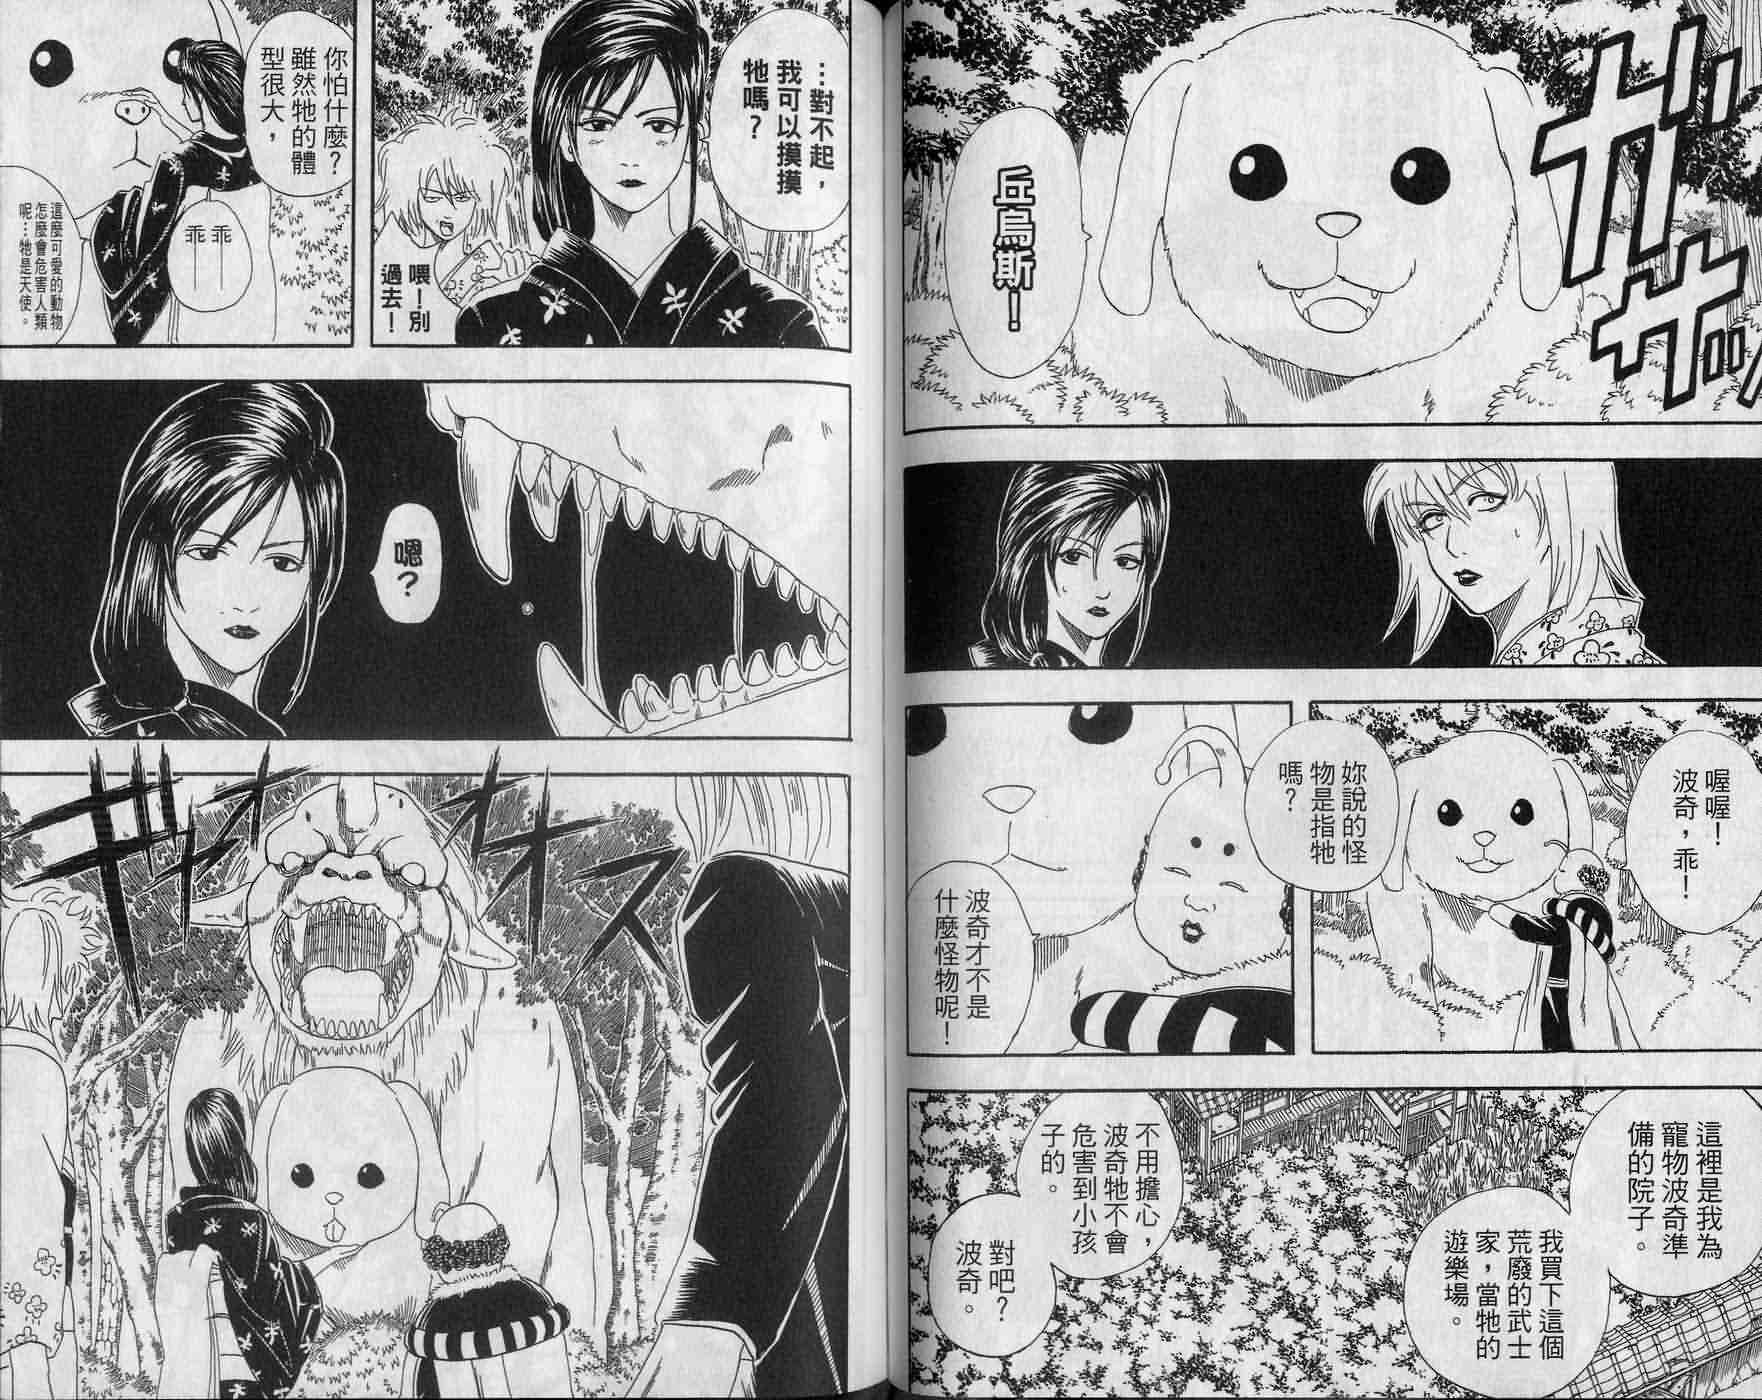 ガ
サ
ガサッ
丘烏斯！
喔喔！
波奇，乖！
妳說的怪
物是指牠
嗎？
波奇才不是
什麼怪物呢！
這裡是我為
寵物波奇準
備的院子。
我買下這個
荒廢的武士
家，當牠的
遊樂場。
不用擔心，
波奇牠不會
危害到小孩
子的。
對吧？
波奇。
…對不起，
我可以摸摸
牠嗎？
喂！別
過去！
你怕什麼？
雖然牠的體
型很大，
乖乖
︱︱
這麼可愛的動物
怎麼會危害人類
呢…牠是天使。
嗯？